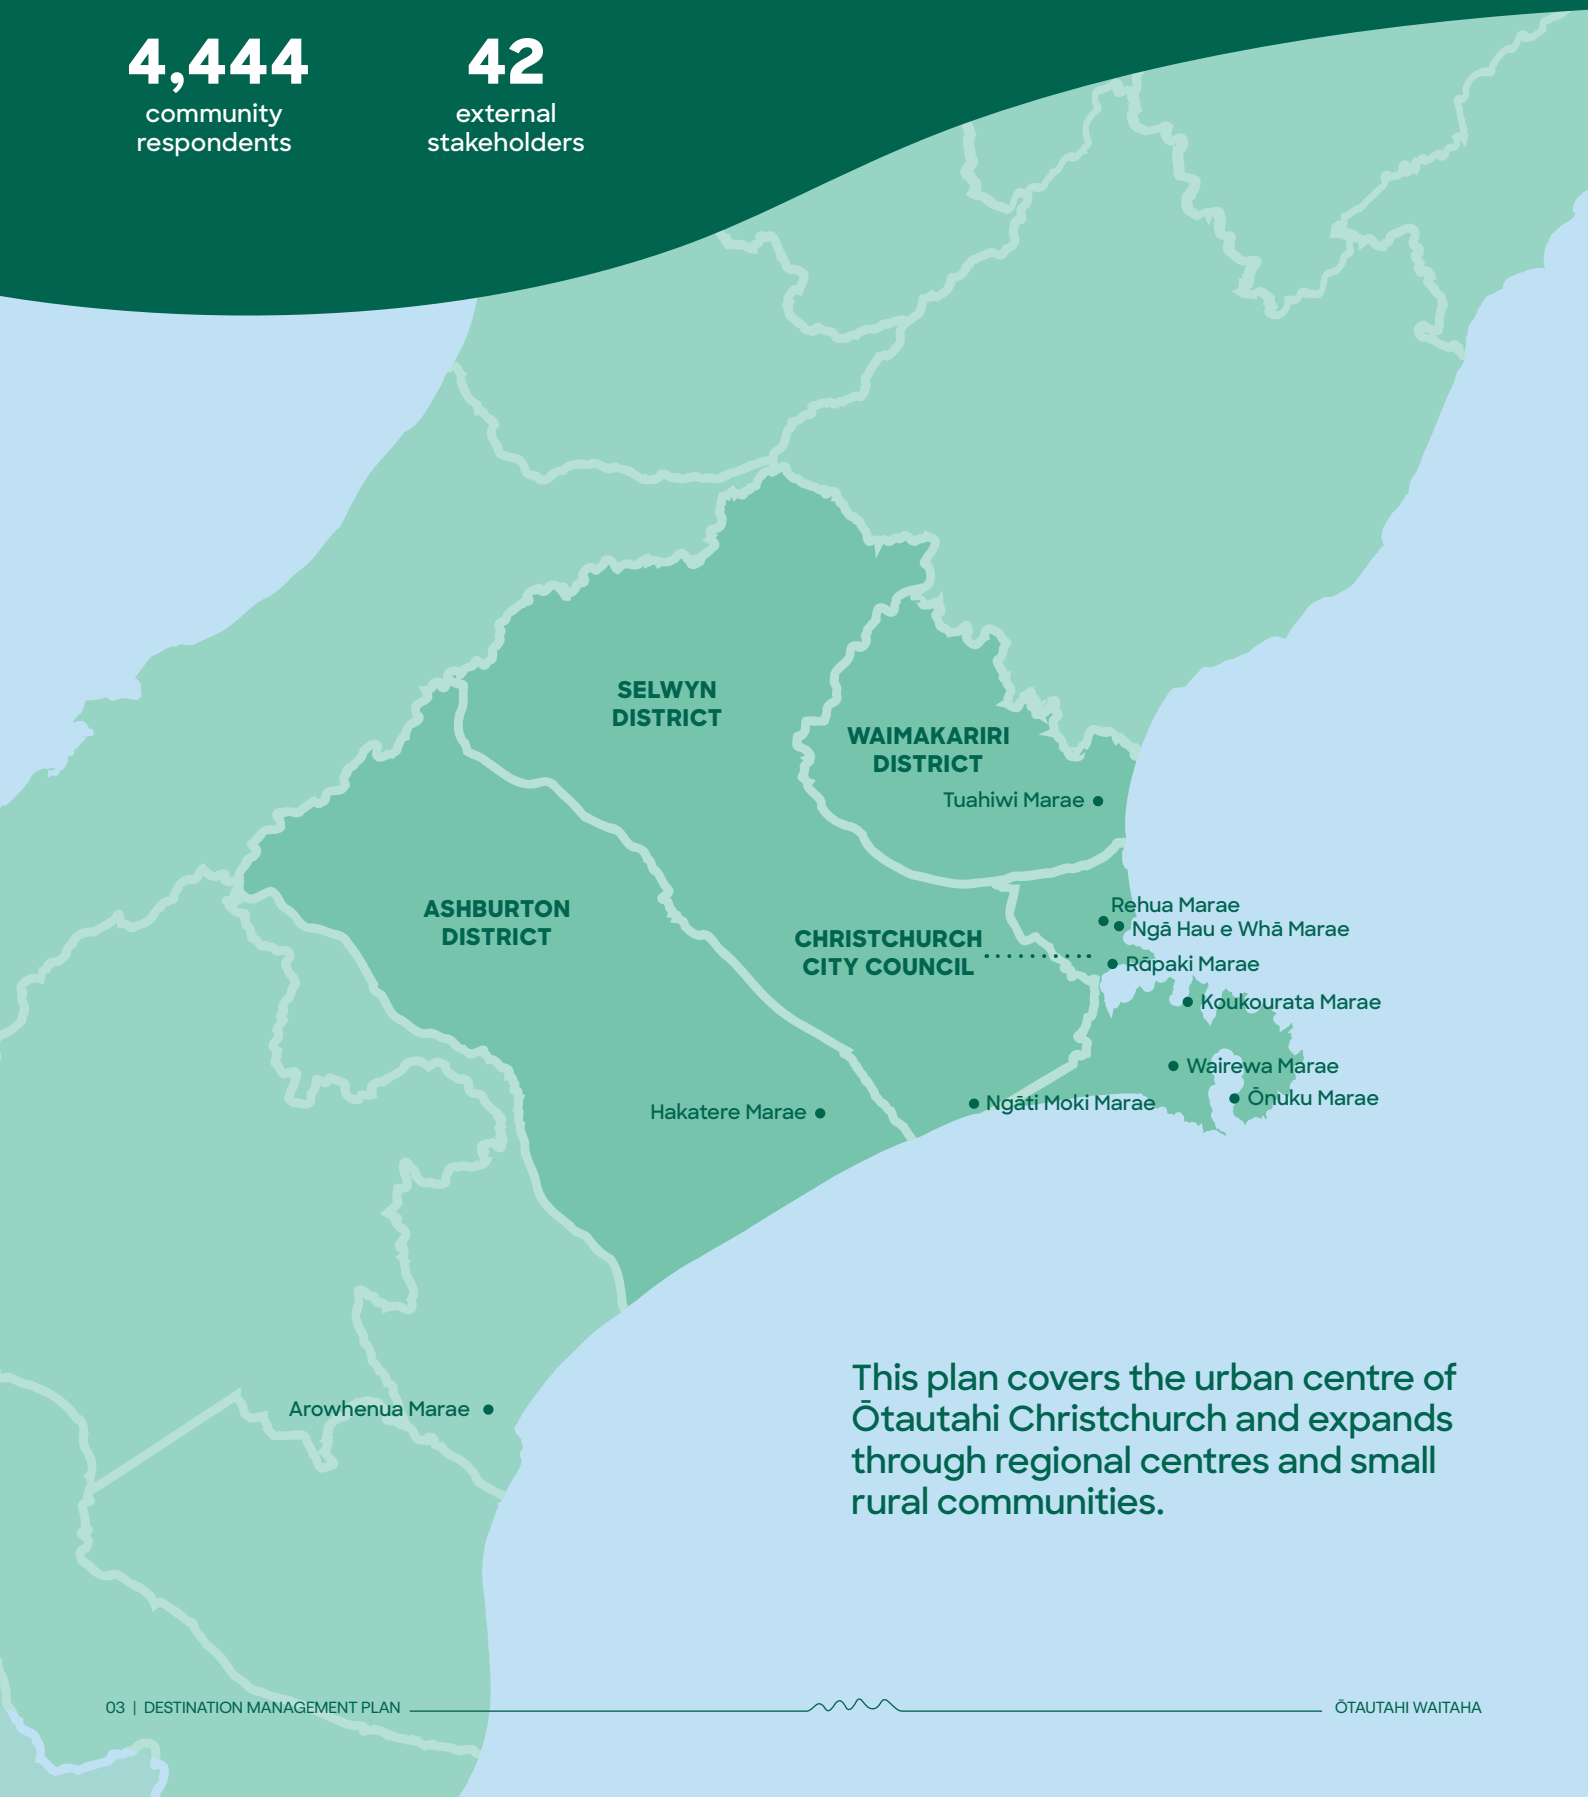 4,444
community
respondents
42
external
stakeholders
SELWYN
DISTRICT
WAIMAKARIRI
DISTRICT
Tuahiwi Marae
ASHBURTON
DISTRICT
Rehua Marae
Ngā Hau e Whā Marae
CHRISTCHURCH
CITY COUNCIL
Rāpaki Marae
Koukourata Marae
Wairewa Marae
Ōnuku Marae
Ngāti Moki Marae
Hakatere Marae
Arowhenua Marae
This plan covers the urban centre of
Ōtautahi Christchurch and expands
through regional centres and small
rural communities.
03 | DESTINATION MANAGEMENT PLAN
ŌTAUTAHI WAITAHA